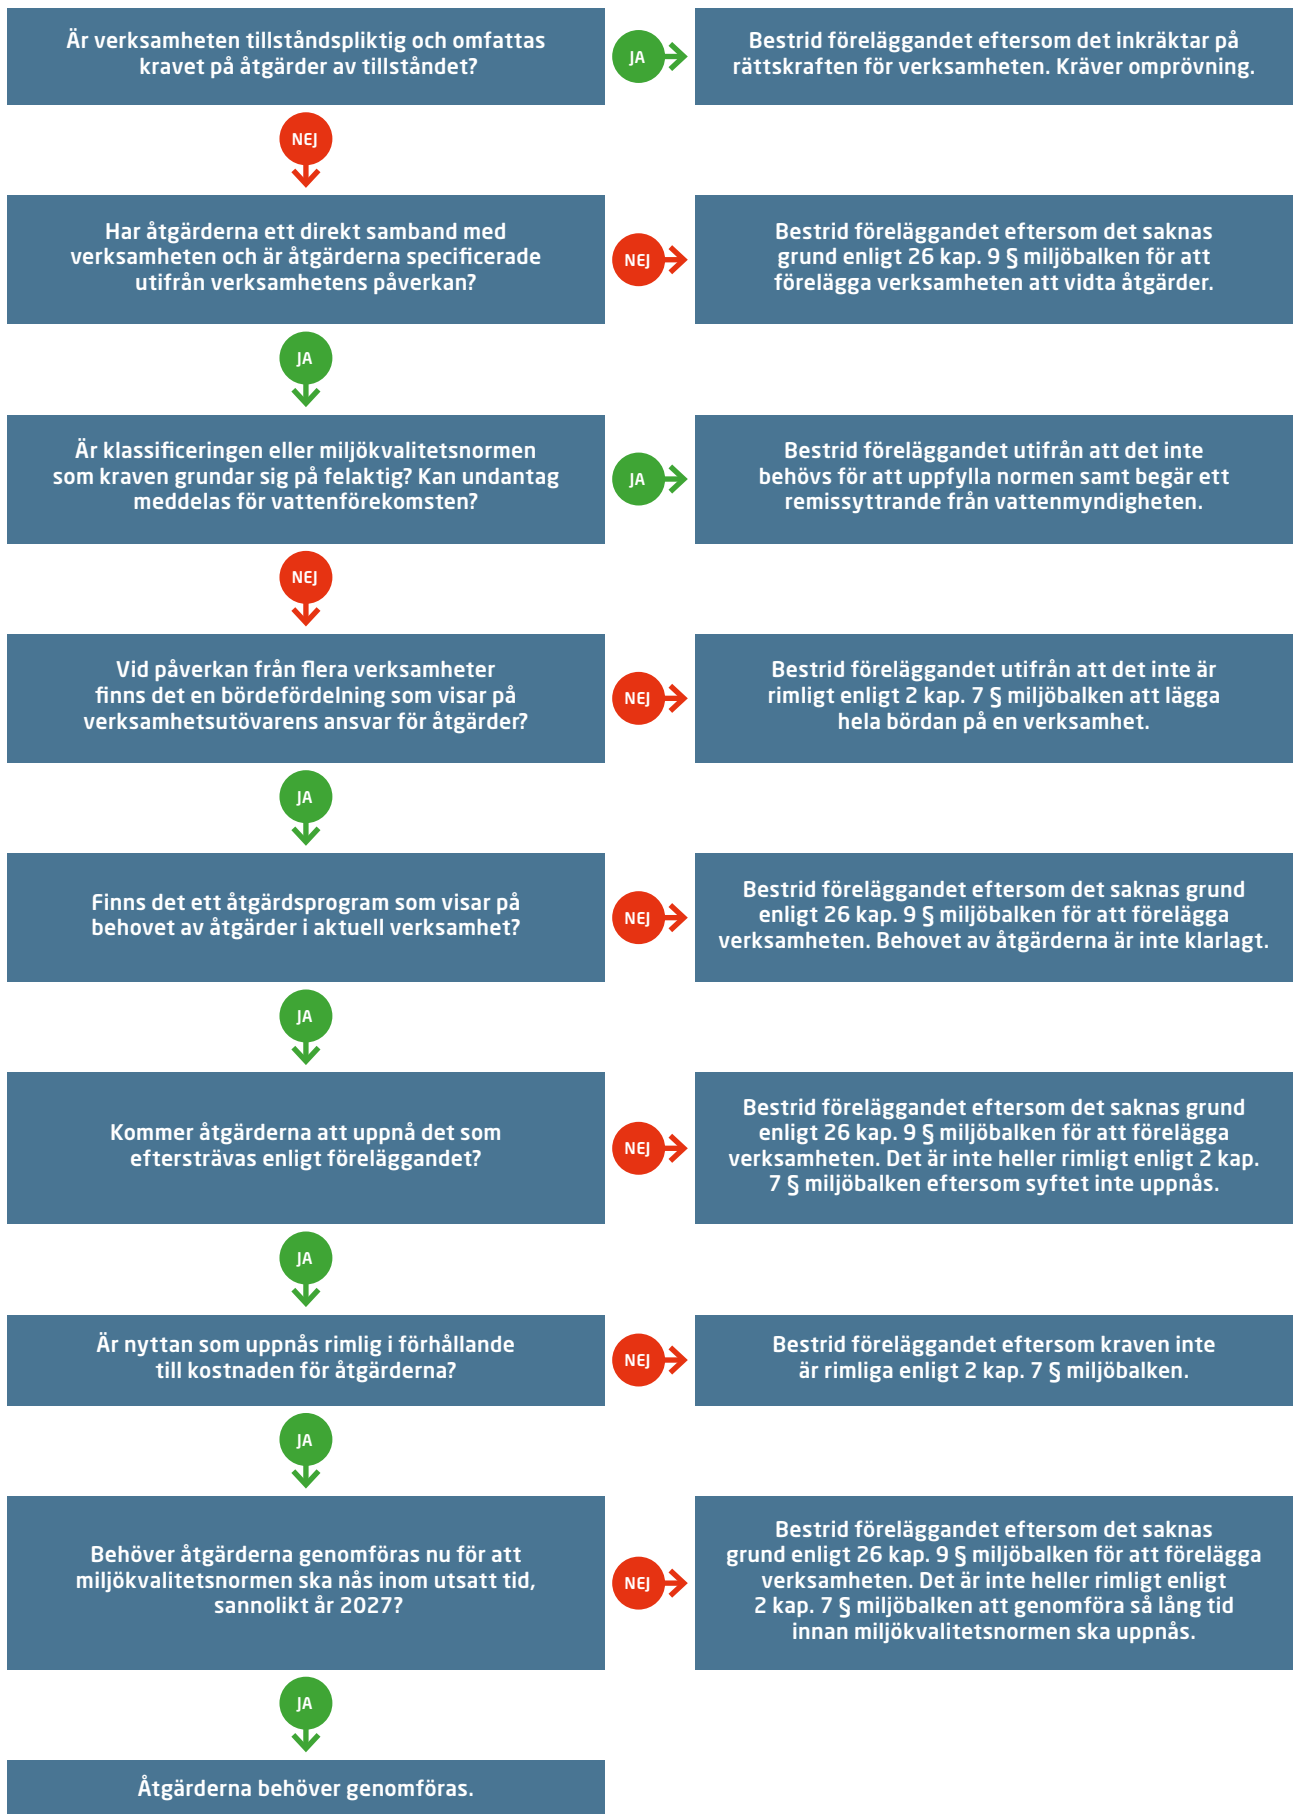 Är verksamheten tillståndspliktig och omfattas
kravet på åtgärder av tillståndet?
JA
Bestrid föreläggandet eftersom det inkräktar på
rättskraften för verksamheten. Kräver omprövning.
NEJ
Har åtgärderna ett direkt samband med
verksamheten och är åtgärderna specificerade
utifrån verksamhetens påverkan?
NEJ
Bestrid föreläggandet eftersom det saknas
grund enligt 26 kap. 9 § miljöbalken för att
förelägga verksamheten att vidta åtgärder.
JA
Är klassificeringen eller miljökvalitetsnormen
som kraven grundar sig på felaktig? Kan undantag
meddelas för vattenförekomsten?
JA
Bestrid föreläggandet utifrån att det inte
behövs för att uppfylla normen samt begär ett
remissyttrande från vattenmyndigheten.
NEJ
Vid påverkan från flera verksamheter
finns det en bördefördelning som visar på
verksamhetsutövarens ansvar för åtgärder?
NEJ
Bestrid föreläggandet utifrån att det inte är
rimligt enligt 2 kap. 7 § miljöbalken att lägga
hela bördan på en verksamhet.
JA
Finns det ett åtgärdsprogram som visar på
behovet av åtgärder i aktuell verksamhet?
NEJ
Bestrid föreläggandet eftersom det saknas grund
enligt 26 kap. 9 § miljöbalken för att förelägga
verksamheten. Behovet av åtgärderna är inte klarlagt.
JA
Kommer åtgärderna att uppnå det som
eftersträvas enligt föreläggandet?
NEJ
Bestrid föreläggandet eftersom det saknas grund
enligt 26 kap. 9 § miljöbalken för att förelägga
verksamheten. Det är inte heller rimligt enligt 2 kap.
7 § miljöbalken eftersom syftet inte uppnås.
JA
Är nyttan som uppnås rimlig i förhållande
till kostnaden för åtgärderna?
NEJ
Bestrid föreläggandet eftersom kraven inte
är rimliga enligt 2 kap. 7 § miljöbalken.
JA
Behöver åtgärderna genomföras nu för att
miljökvalitetsnormen ska nås inom utsatt tid,
sannolikt år 2027?
NEJ
Bestrid föreläggandet eftersom det saknas
grund enligt 26 kap. 9 § miljöbalken för att förelägga
verksamheten. Det är inte heller rimligt enligt
2 kap. 7 § miljöbalken att genomföra så lång tid
innan miljökvalitetsnormen ska uppnås.
JA
Åtgärderna behöver genomföras.